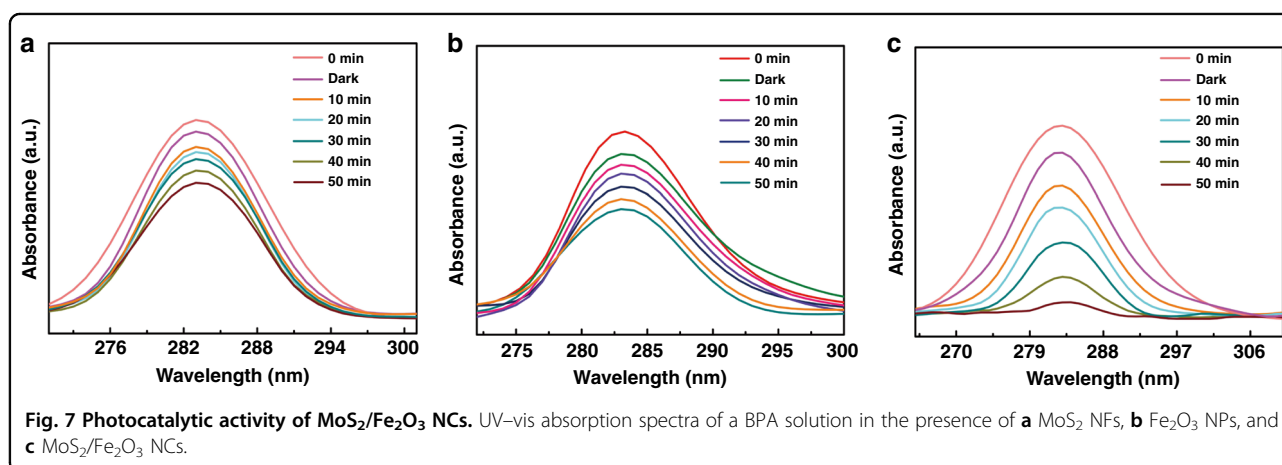 a
0 min
Dark
10 min
20 min
30 min
40 min
50 min
Absorbance (a.u.)
276 282 288 294 300
Wavelength (nm)
b
0 min
Dark
10 min
20 min
30 min
40 min
50 min
Absorbance (a.u.)
275 280 285 290 295 300
Wavelength (nm)
c
0 min
Dark
10 min
20 min
30 min
40 min
50 min
Absorbance (a.u.)
270 279 288 297 306
Wavelength (nm)
Fig. 7 Photocatalytic activity of MoS₂/Fe₂O₃ NCs. UV–vis absorption spectra of a BPA solution in the presence of a MoS₂ NFs, b Fe₂O₃ NPs, and
c MoS₂/Fe₂O₃ NCs.